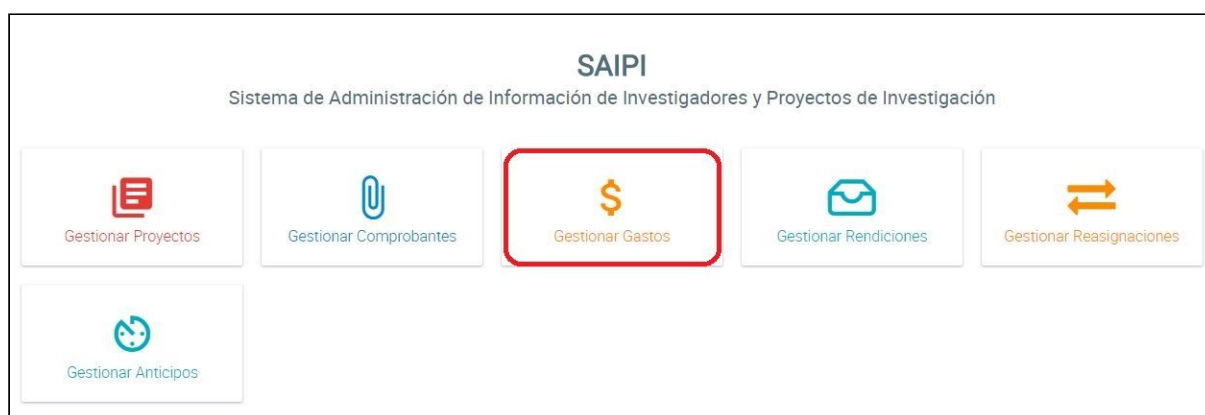 SAIPI
Sistema de Administración de Información de Investigadores y Proyectos de Investigación
Gestionar Proyectos
Gestionar Comprobantes
$
Gestionar Gastos
Gestionar Rendiciones
Gestionar Reasignaciones
Gestionar Anticipos